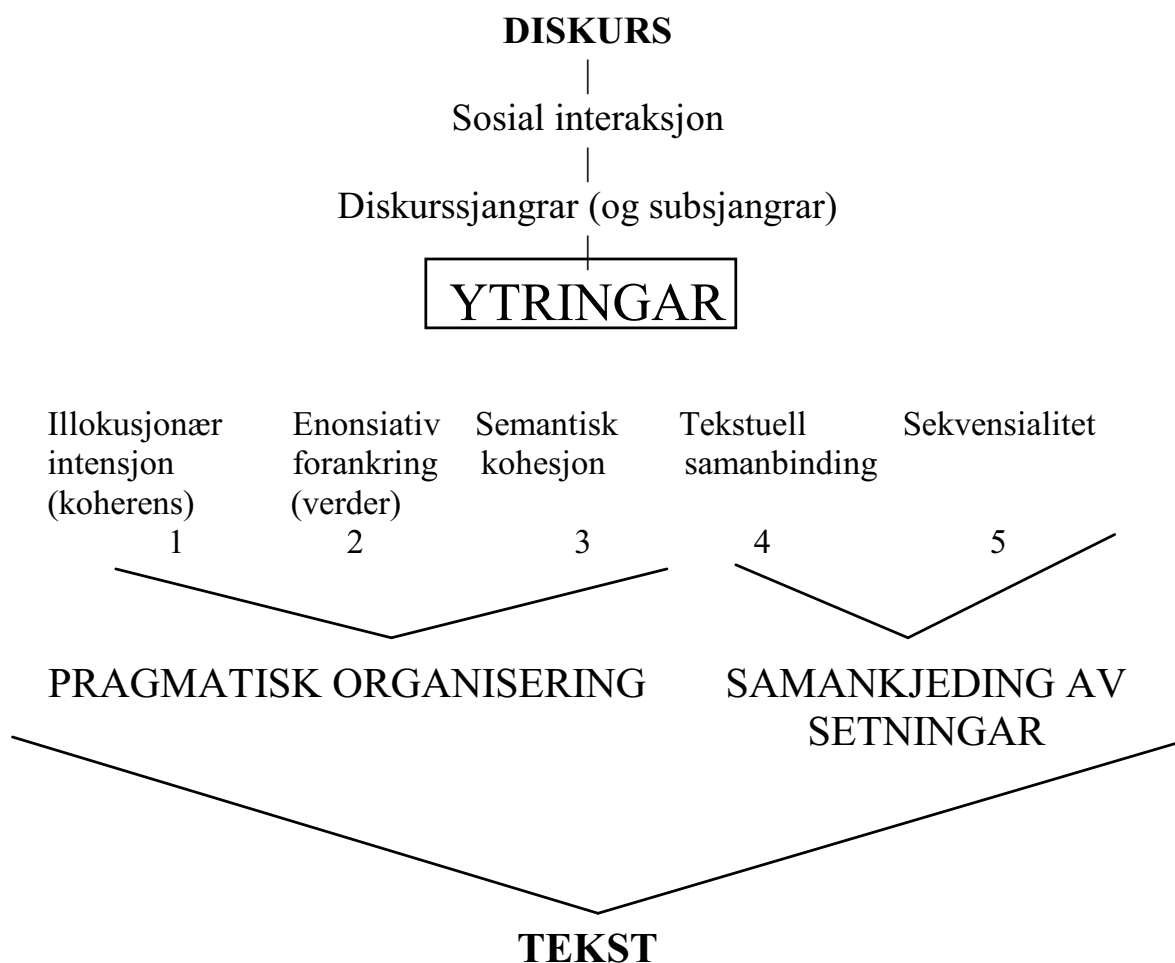 DISKURS
Sosial interaksjon
Diskurssjangrar (og subsjangrar)
YTRINGAR
Illokusjonær
intensjon
(koherens)
1
Enonsiativ
forankring
(verder)
2
Semantisk
kohesjon
3
Tekstuell
samanbinding
4
Sekvensialitet
5
PRAGMATISK ORGANISERING
SAMANKJEDING AV
SETNINGAR
TEKST